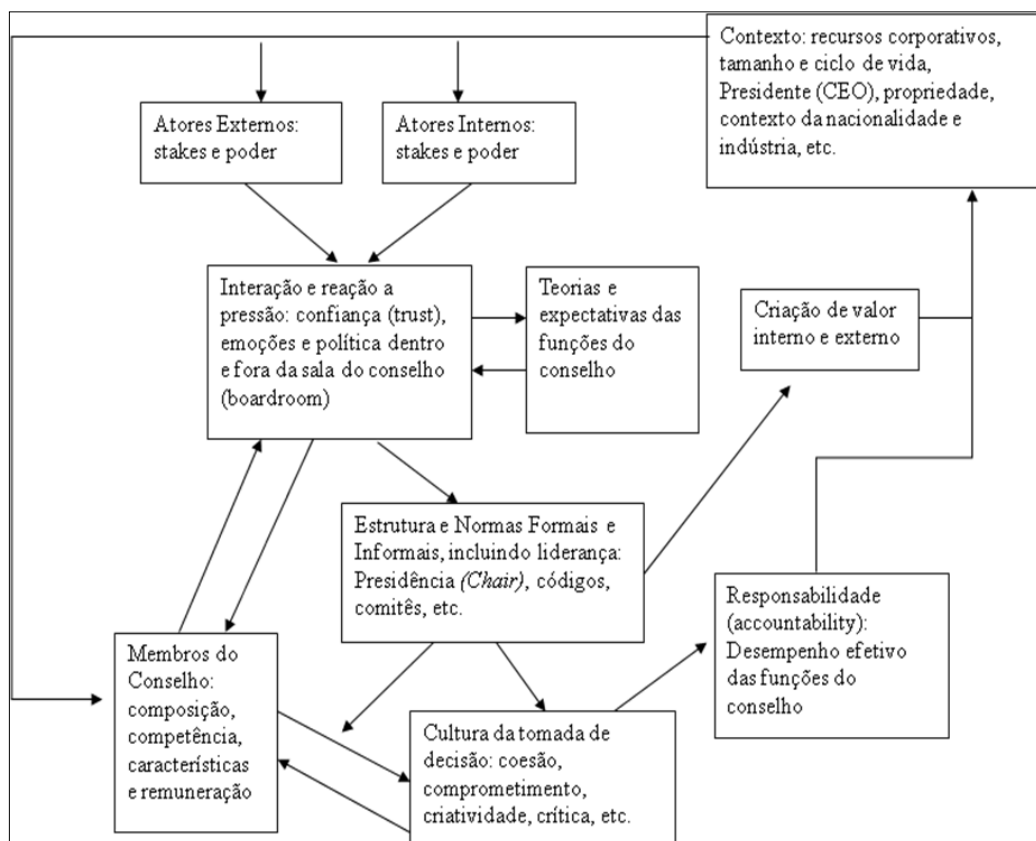 Contexto: recursos corporativos,
tamanho e ciclo de vida,
Presidente (CEO), propriedade,
contexto da nacionalidade e
indústria, etc.
Atores Externos:
stakes e poder
Atores Internos:
stakes e poder
Interação e reação a
pressão: confiança (trust),
emoções e política dentro
e fora da sala do conselho
(boardroom)
Teorias e
expectativas das
funções do
conselho
Criação de valor
interno e externo
Estrutura e Normas Formais e
Informais, incluindo liderança:
Presidência (Chair), códigos,
comitês, etc.
Responsabilidade
(accountability):
Desempenho efetivo
das funções do
conselho
Membros do
Conselho:
composição,
competência,
características
e remuneração
Cultura da tomada de
decisão: coesão,
comprometimento,
criatividade, crítica, etc.